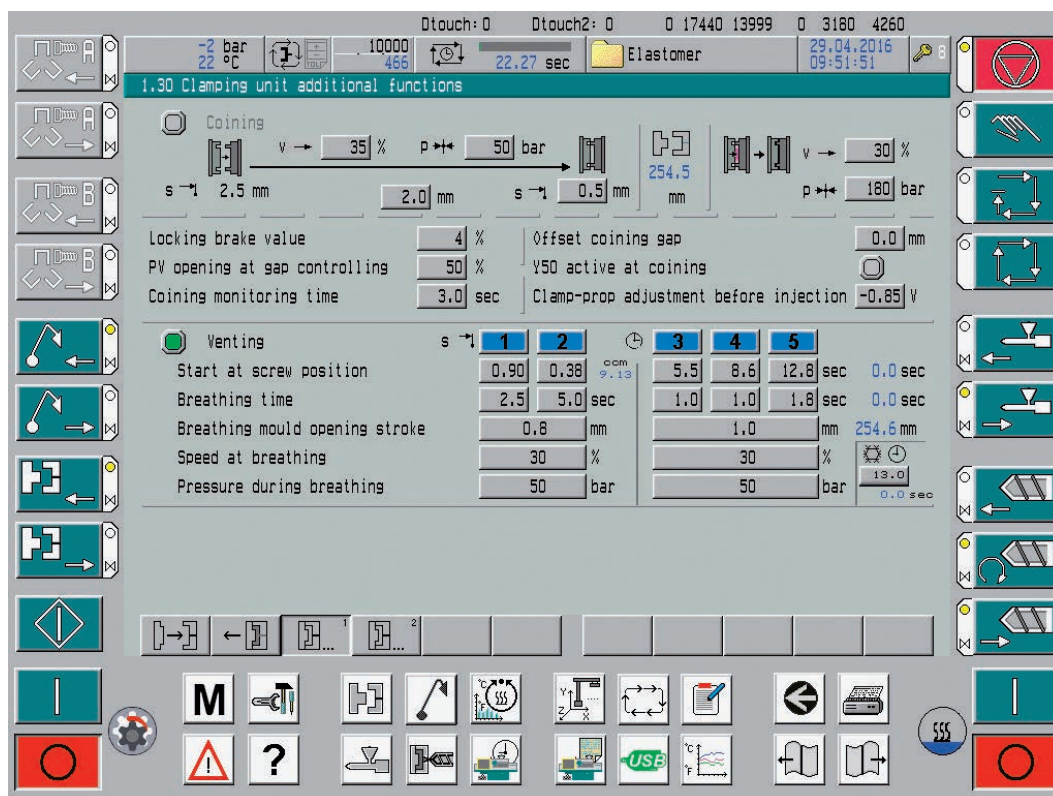 Dtouch: 0 Dtouch2: 0 0 17440 13999 0 3180 4260
-2 bar 10000 29.04.2016
22 °C 466 22.27 sec Elastomer 09:51:51 8
1.30 Clamping unit additional functions
A
A
B
B
Coining
v 35 % p 50 bar v 30 %
254.5
s 2.5 mm 2.0 mm s 0.5 mm mm p 180 bar
Locking brake value 4 % Offset coining gap 0.0 mm
PV opening at gap controlling 50 % Y50 active at coining
Coining monitoring time 3.0 sec Clamp-prop adjustment before injection -0.85 V
Venting s 1 2 3 4 5
Start at screw position 0.90 0.38 ccm 9.13 5.5 8.6 12.8 sec 0.0 sec
Breathing time 2.5 5.0 sec 1.0 1.0 1.8 sec 0.0 sec
Breathing mould opening stroke 0.8 mm 1.0 mm 254.6 mm
Speed at breathing 30 % 30 %
Pressure during breathing 50 bar 50 bar 13.0
0.0 sec
1 2
M °C °F Y Z X
? USB °C °F